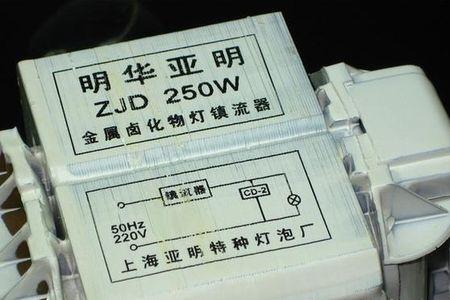 明华亚明
ZJD 250W
金属卤化物灯镇流器
镇流器
CD-2
50Hz
220V
上海亚明特种灯泡厂